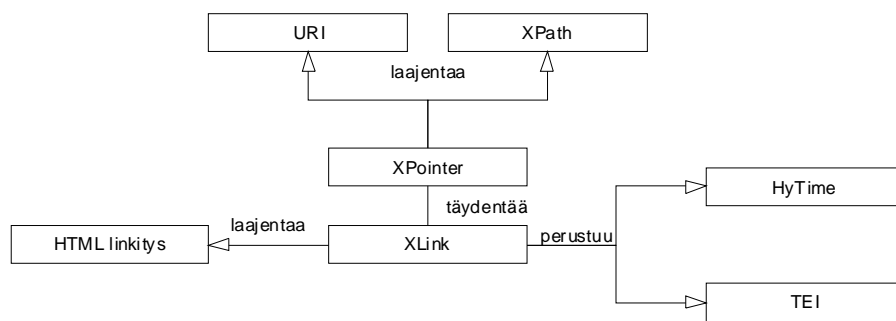 URI
XPath
laajentaa
XPointer
HyTime
täydentää
laajentaa
HTML linkitys
XLink
perustuu
TEI